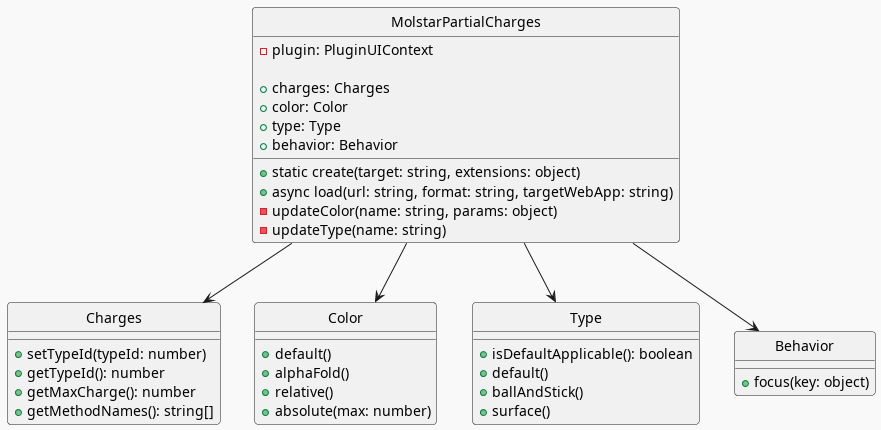 MolstarPartialCharges
plugin: PluginUIContext
charges: Charges
color: Color
type: Type
behavior: Behavior
static create(target: string, extensions: object)
async load(url: string, format: string, targetWebApp: string)
updateColor(name: string, params: object)
updateType(name: string)
Charges
setTypeId(typeId: number)
getTypeId(): number
getMaxCharge(): number
getMethodNames(): string[]
Color
default()
alphaFold()
relative()
absolute(max: number)
Type
isDefaultApplicable(): boolean
default()
ballAndStick()
surface()
Behavior
focus(key: object)